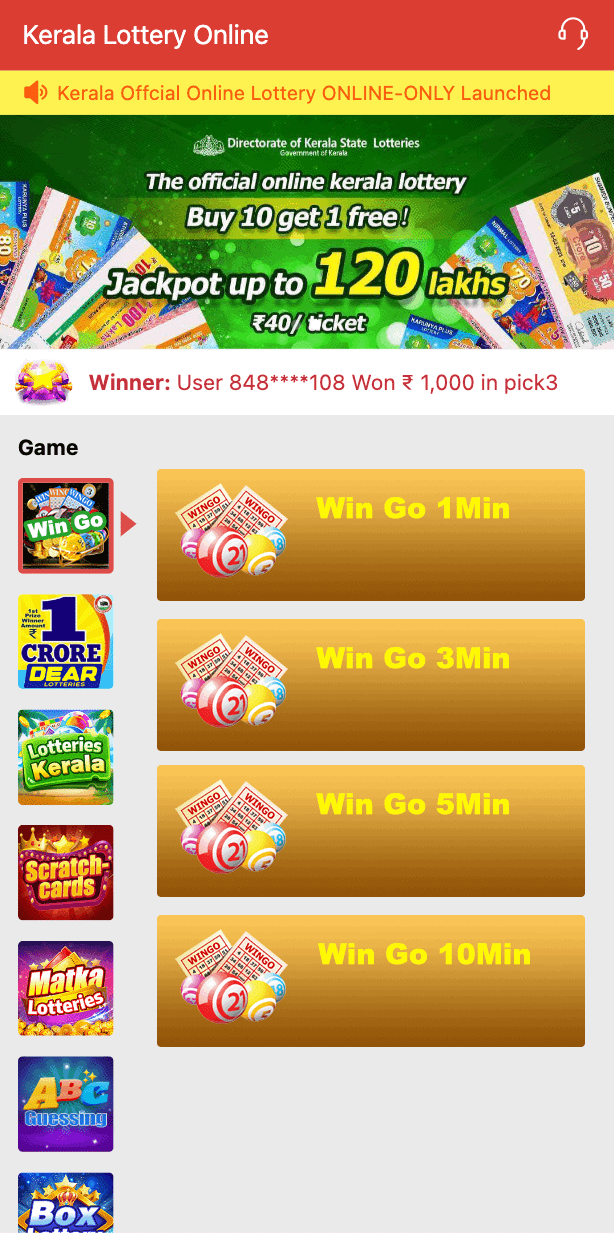 Kerala Lottery Online
Kerala Offcial Online Lottery ONLINE-ONLY Launched
Directorate of Kerala State Lotteries
Government of Kerala
The official online kerala lottery
Buy 10 get 1 free!
Jackpot up to 120 lakhs
₹40/ticket
Winner: User 848****108 Won ₹ 1,000 in pick3
Game
Win Go
Win Go 1Min
WINGO
WINGO
21
1st
Prize
Winner
Amount
₹
1
CRORE
DEAR
LOTTERIES
Win Go 3Min
WINGO
WINGO
21
Lotteries
Kerala
Win Go 5Min
WINGO
WINGO
21
Scratch-
cards
Win Go 10Min
WINGO
WINGO
21
Matka
Lotteries
ABC
Guessing
Box